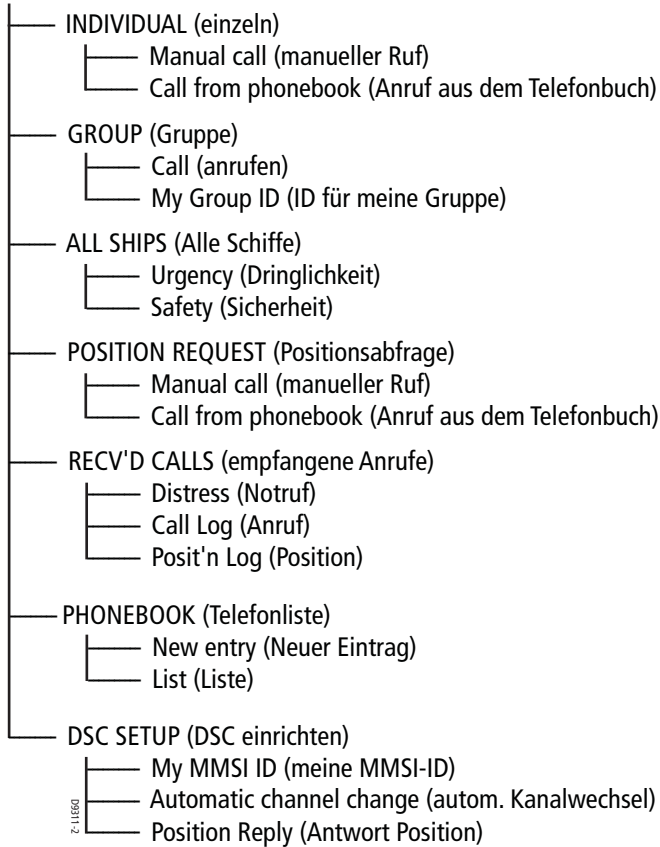 INDIVIDUAL (einzeln)
Manual call (manueller Ruf)
Call from phonebook (Anruf aus dem Telefonbuch)
GROUP (Gruppe)
Call (anrufen)
My Group ID (ID für meine Gruppe)
ALL SHIPS (Alle Schiffe)
Urgency (Dringlichkeit)
Safety (Sicherheit)
POSITION REQUEST (Positionsabfrage)
Manual call (manueller Ruf)
Call from phonebook (Anruf aus dem Telefonbuch)
RECV'D CALLS (empfangene Anrufe)
Distress (Notruf)
Call Log (Anruf)
Posit'n Log (Position)
PHONEBOOK (Telefonliste)
New entry (Neuer Eintrag)
List (Liste)
DSC SETUP (DSC einrichten)
My MMSI ID (meine MMSI-ID)
Automatic channel change (autom. Kanalwechsel)
Position Reply (Antwort Position)
D9311-2